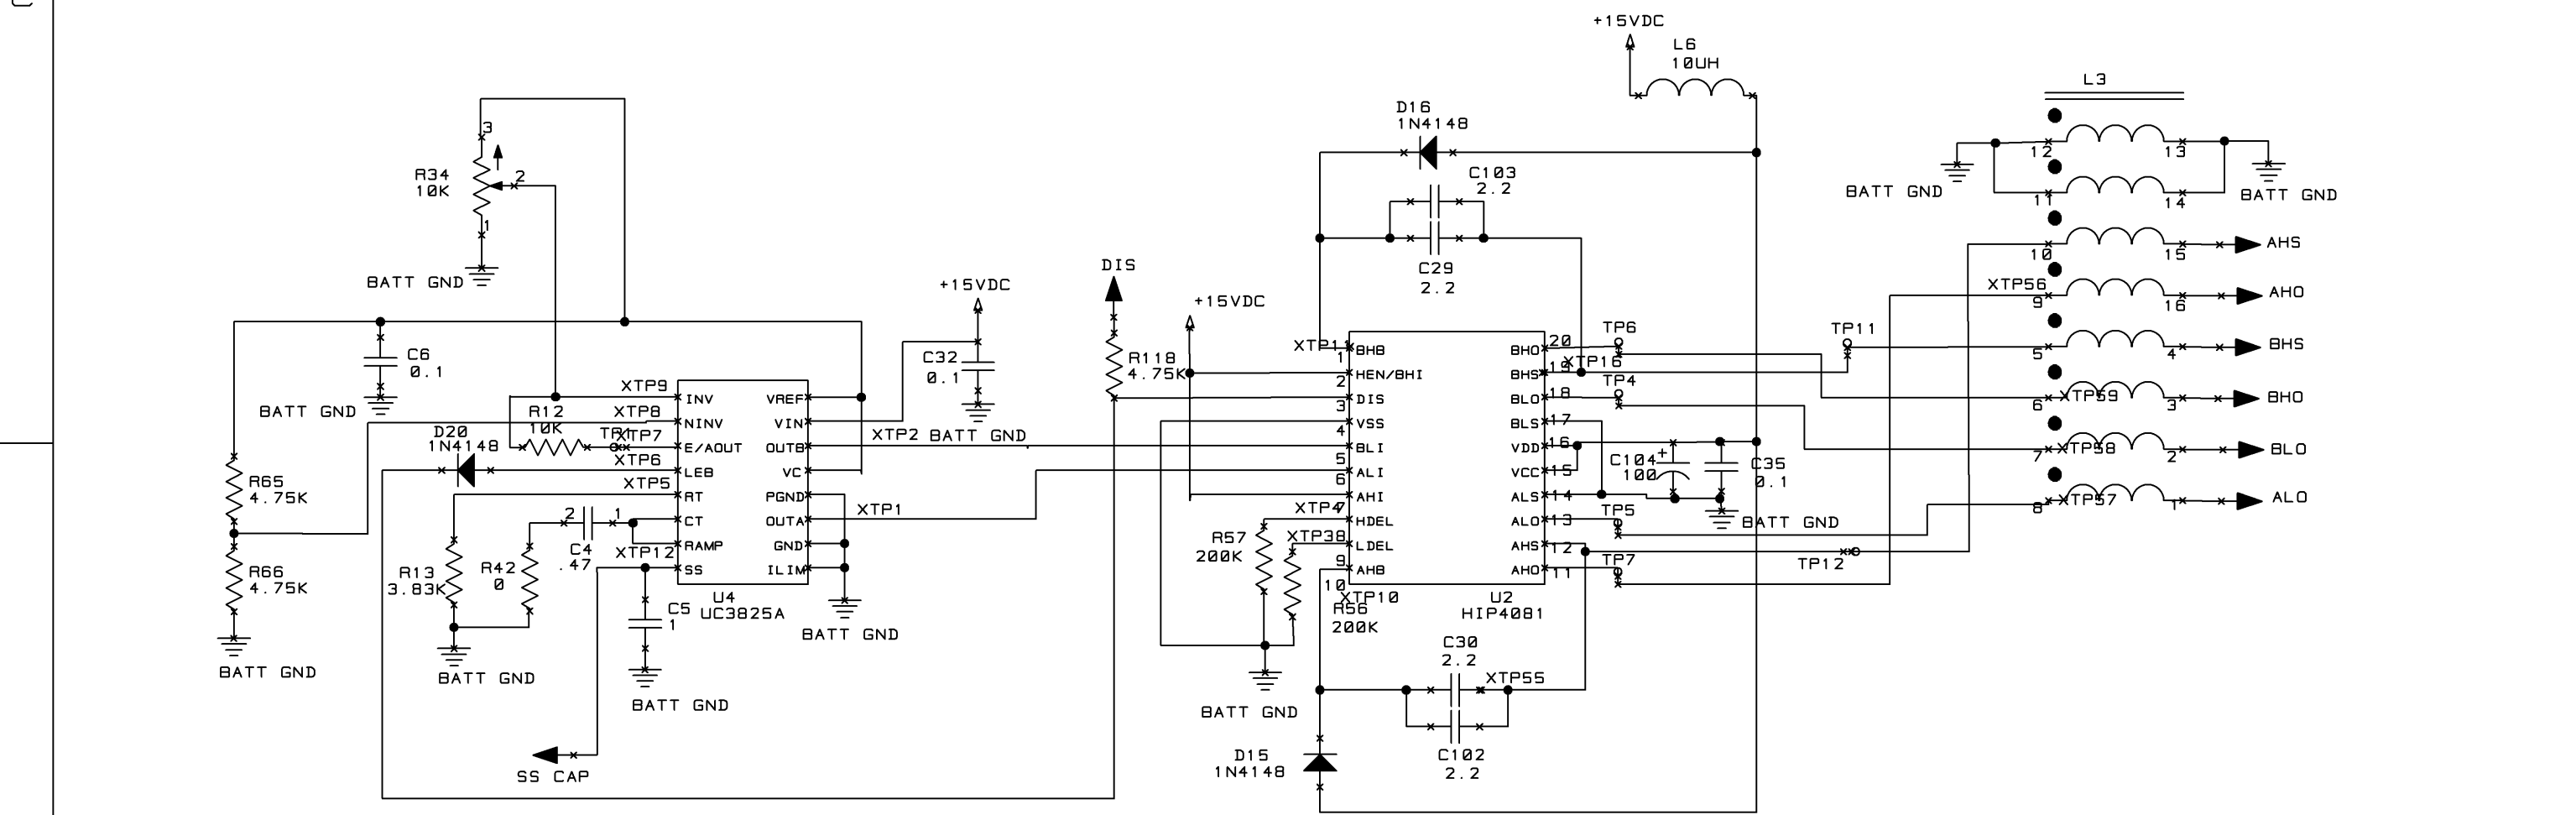 +15VDC
L6
10UH
L3
D16
1N4148
C103
2.2
C29
2.2
12
13
11
14
BATT GND
BATT GND
10
15
AHS
XTP56
9
16
AHO
5
4
BHS
6
XTP59
3
BHO
7
XTP58
2
BLO
8
XTP57
1
ALO
3
R34
10K
2
1
BATT GND
C6
0.1
BATT GND
+15VDC
C32
0.1
BATT GND
DIS
R118
4.75K
+15VDC
XTP9
XTP8
R12
10K
XTP7
D20
1N4148
XTP6
XTP5
R65
4.75K
R66
4.75K
BATT GND
R13
3.83K
R42
0
BATT GND
2
1
C4
.47
XTP12
C5
1
BATT GND
SS CAP
INV
NINV
E/AOUT
LEB
RT
CT
RAMP
SS
VREF
VIN
OUTB
VC
PGND
OUTA
GND
ILIM
U4
UC3825A
BATT GND
XTP2
XTP1
XTP11
1
2
3
4
5
6
XTP4
7
XTP38
9
10
XTP10
R57
200K
R56
200K
BATT GND
BHB
HEN/BHI
DIS
VSS
BLI
ALI
AHI
HDEL
LDEL
AHB
BHO
BHS
BLO
BLS
VDD
VCC
ALS
ALO
AHS
AHO
20
19
18
17
16
15
14
13
12
11
U2
HIP4081
TP6
XTP16
TP4
TP5
TP7
TP11
TP12
C104
100
+
C35
0.1
BATT GND
C30
2.2
XTP55
C102
2.2
D15
1N4148